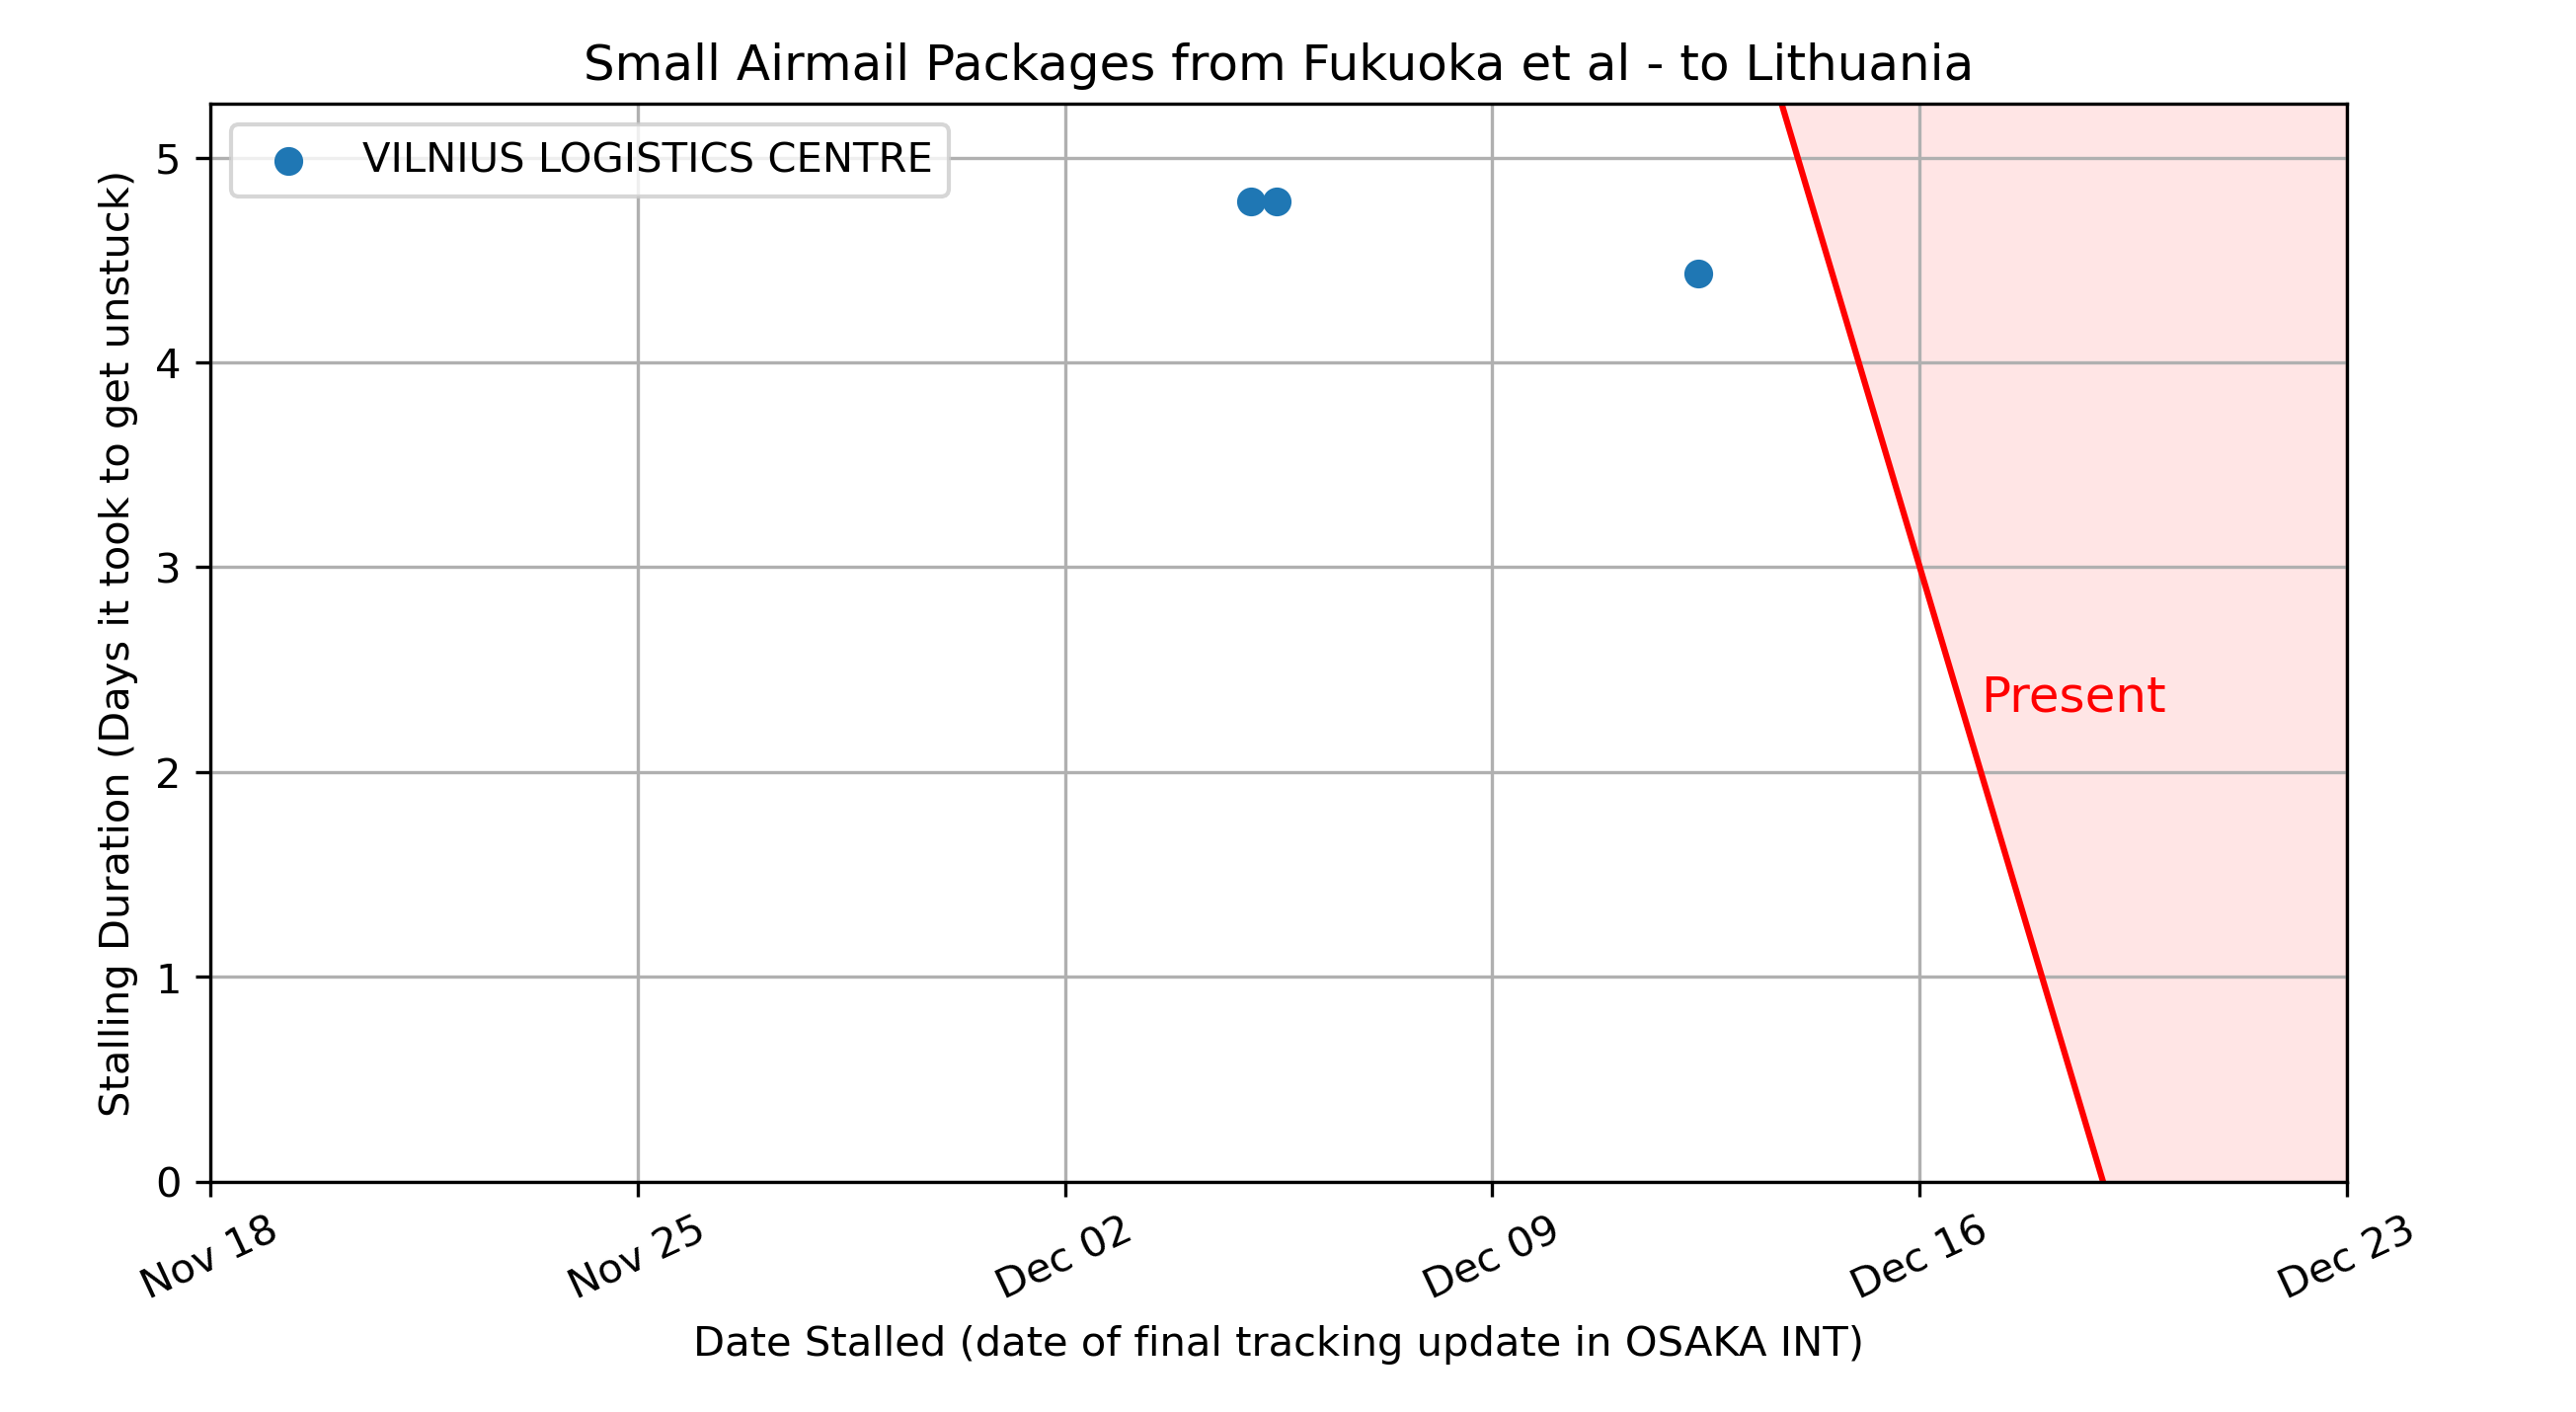 Small Airmail Packages from Fukuoka et al - to Lithuania
VILNIUS LOGISTICS CENTRE
Stalling Duration (Days it took to get unstuck)
5
4
3
2
1
0
Present
Nov 18
Nov 25
Dec 02
Dec 09
Dec 16
Dec 23
Date Stalled (date of final tracking update in OSAKA INT)